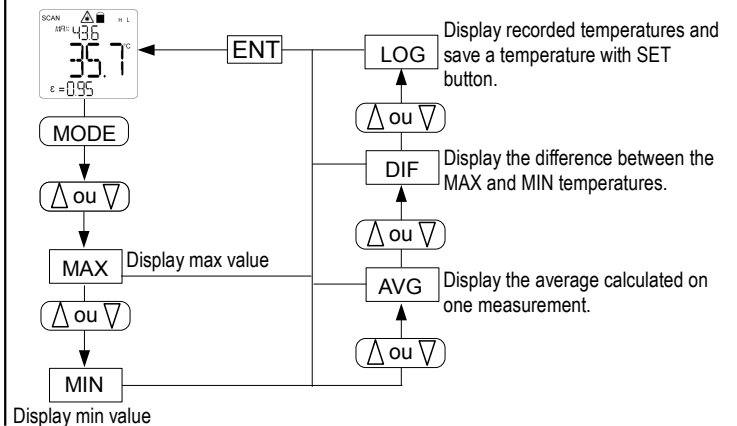 SCAN H L
MAX 43.6
35.7 °C
ε = 0.95
ENT
MODE
△ ou ▽
MAX
Display max value
△ ou ▽
MIN
Display min value
△ ou ▽
AVG
Display the average calculated on
one measurement.
△ ou ▽
DIF
Display the difference between the
MAX and MIN temperatures.
△ ou ▽
LOG
Display recorded temperatures and
save a temperature with SET
button.